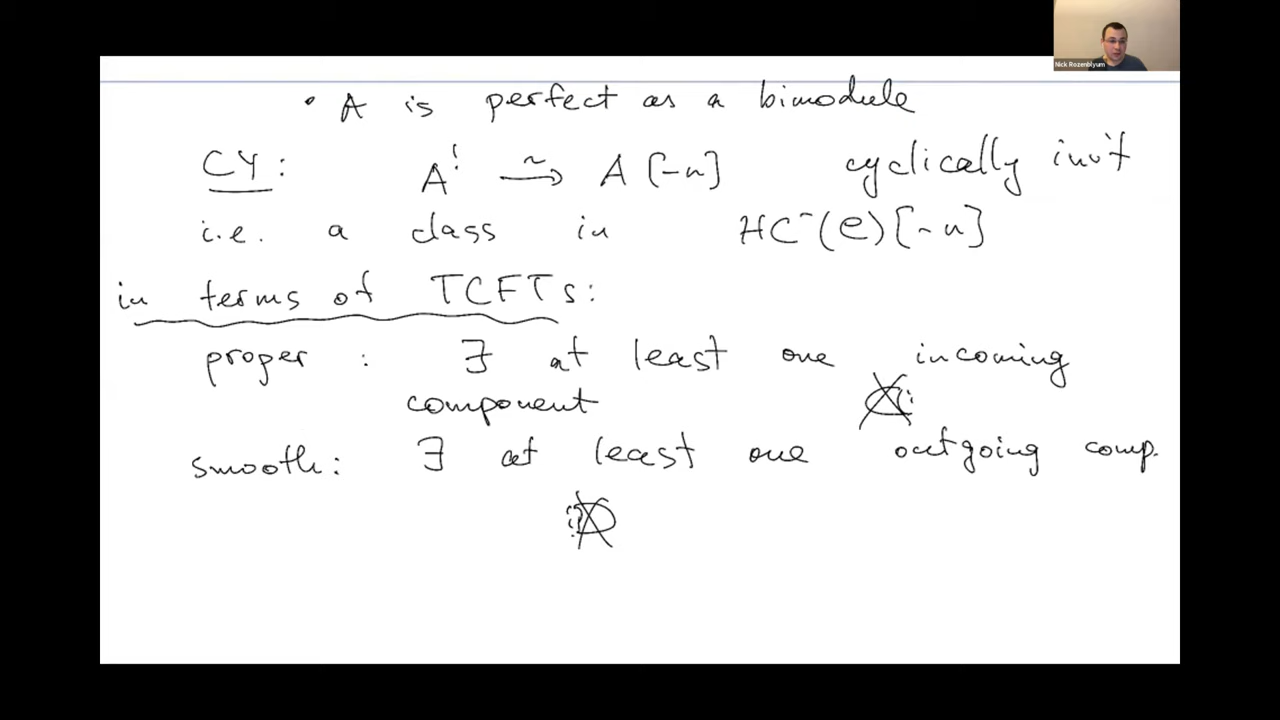 Nick Rozenblyum
• A is perfect as a bimodule
CY: A^! ⥲ A[-n] cyclically inv't
i.e. a class in HC⁻(C)[-n]
in terms of TCFTs:
proper : ∃ at least one incoming
component
smooth: ∃ at least one outgoing comp.